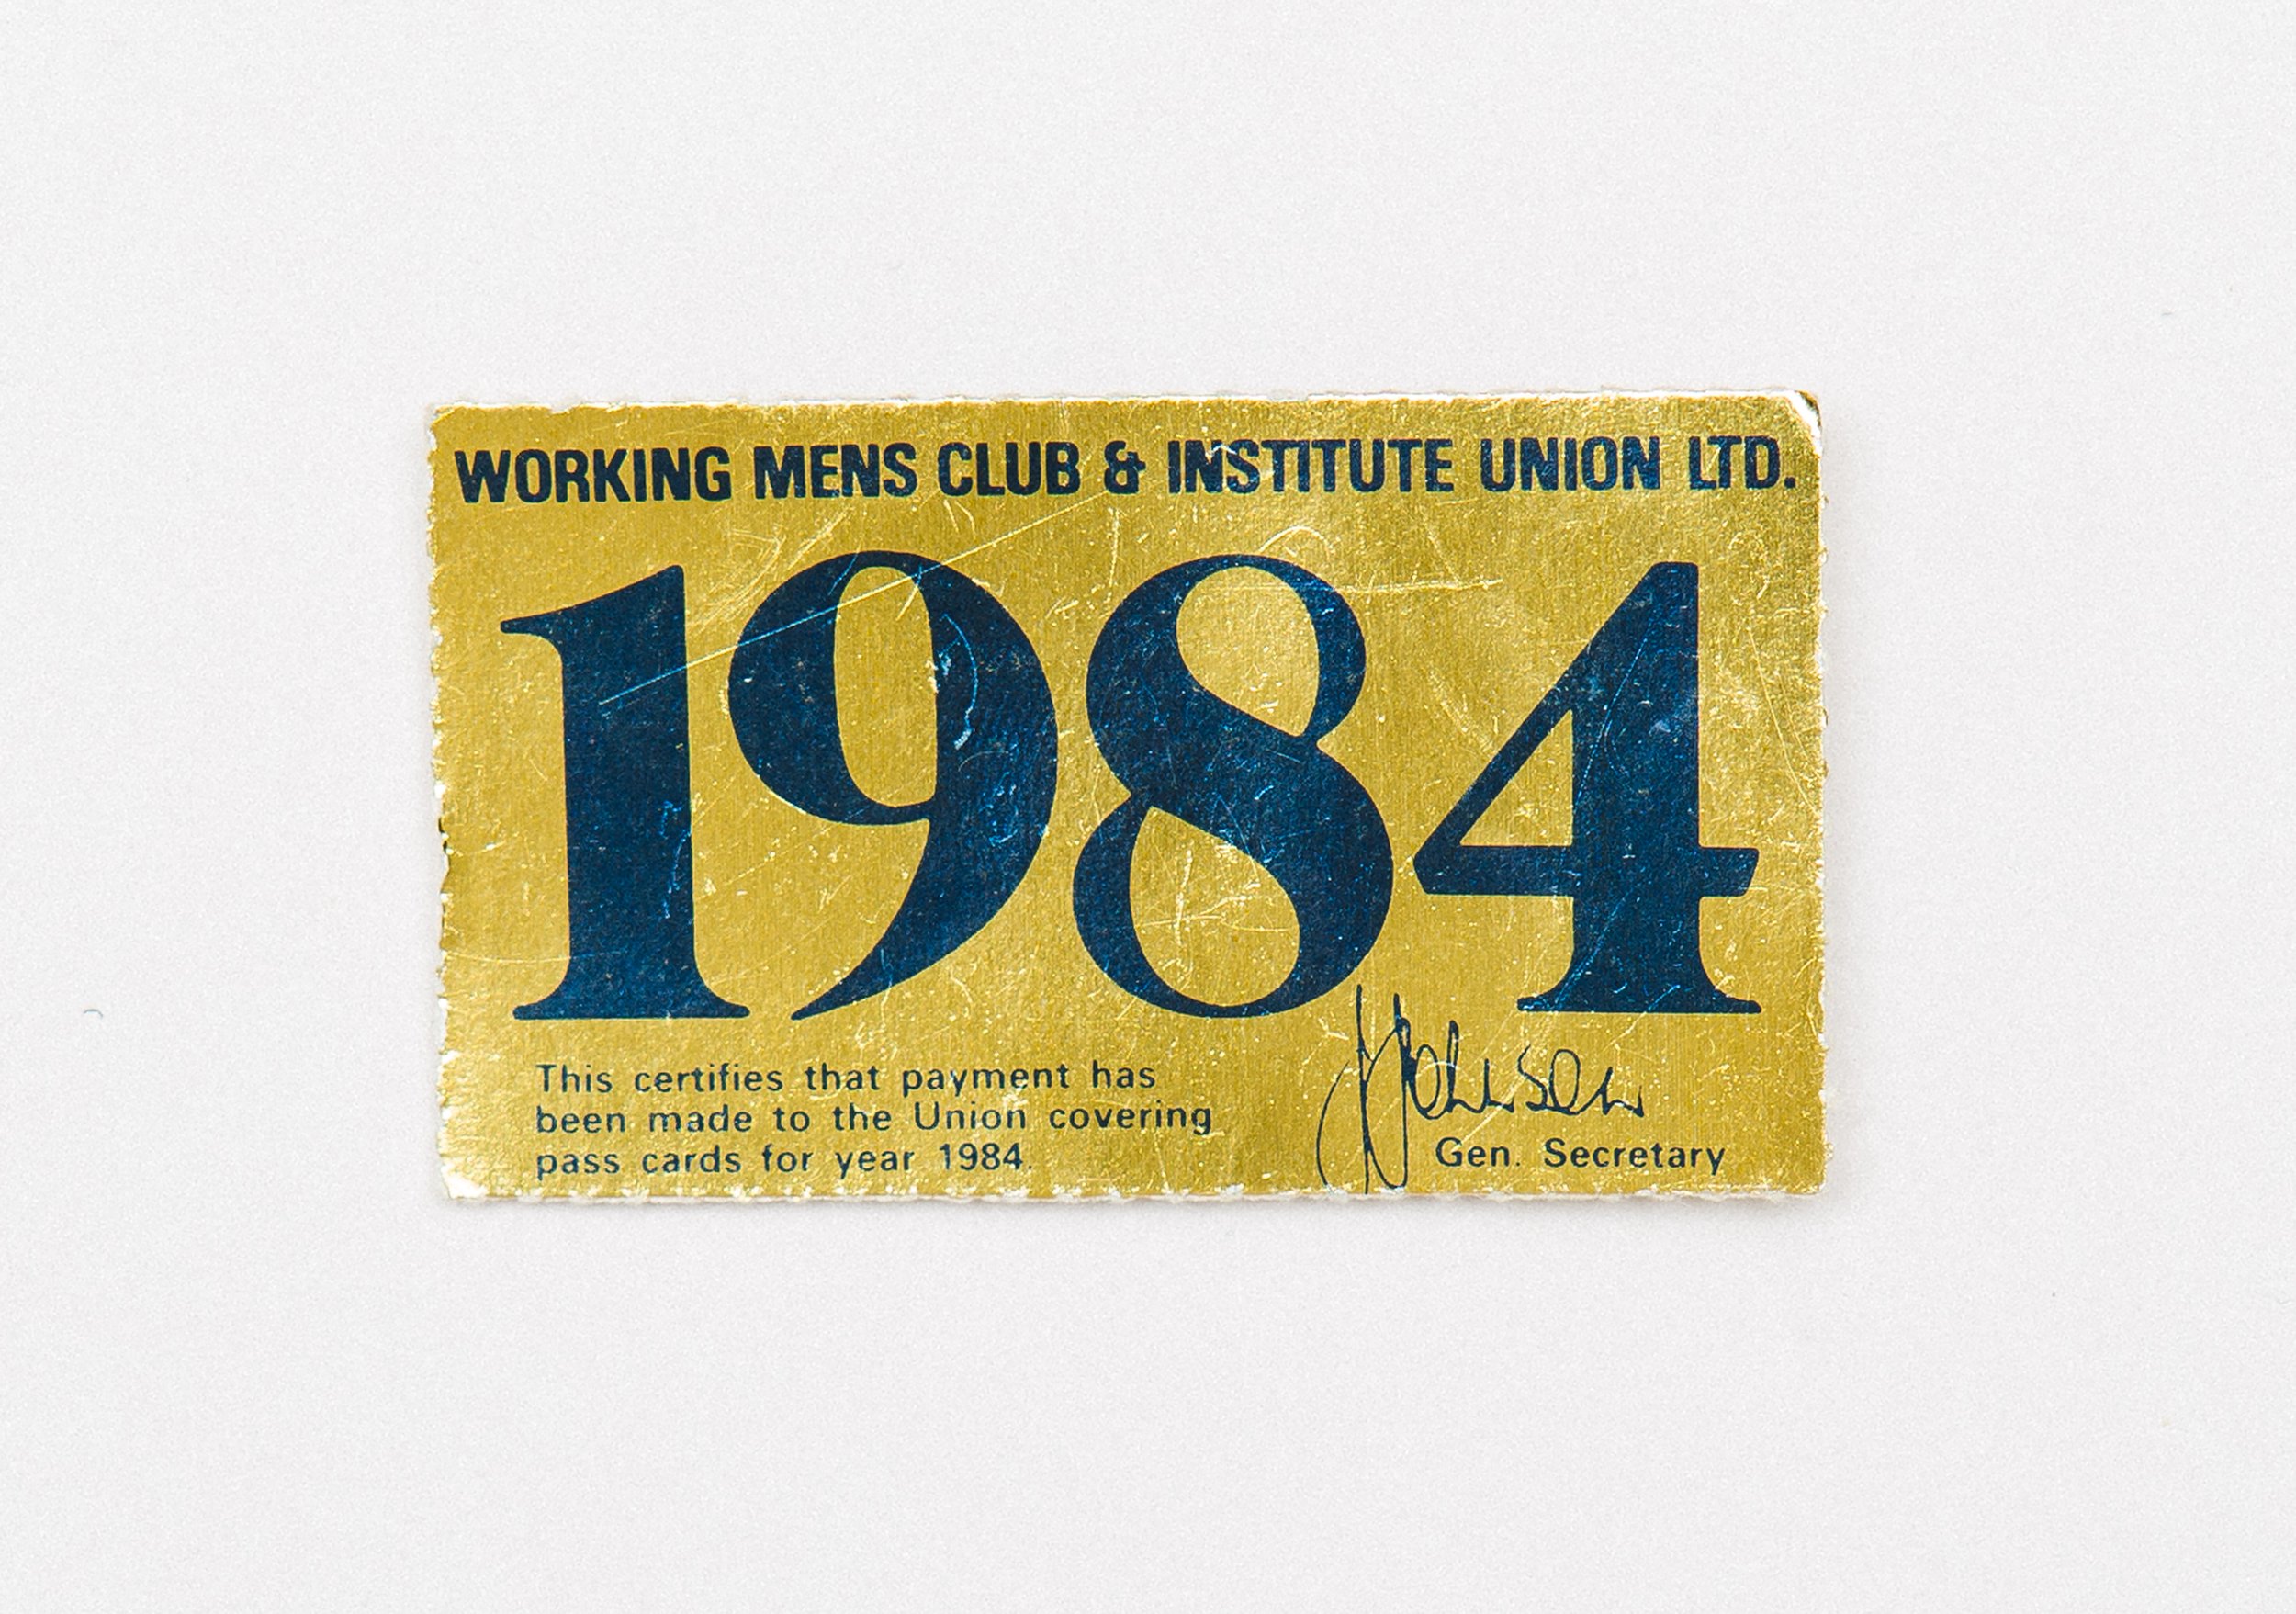 WORKING MENS CLUB & INSTITUTE UNION LTD.
1984
This certifies that payment has
been made to the Union covering
pass cards for year 1984.
Gen. Secretary